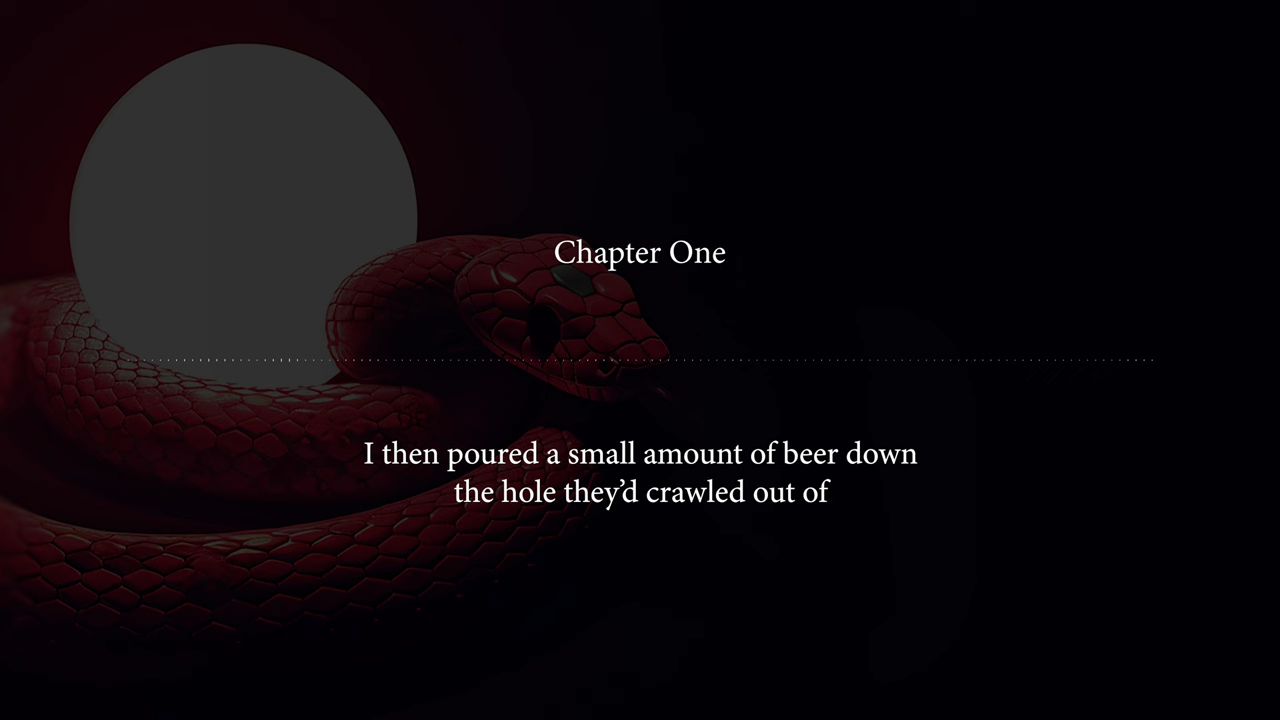 Chapter One
I then poured a small amount of beer down
the hole they’d crawled out of